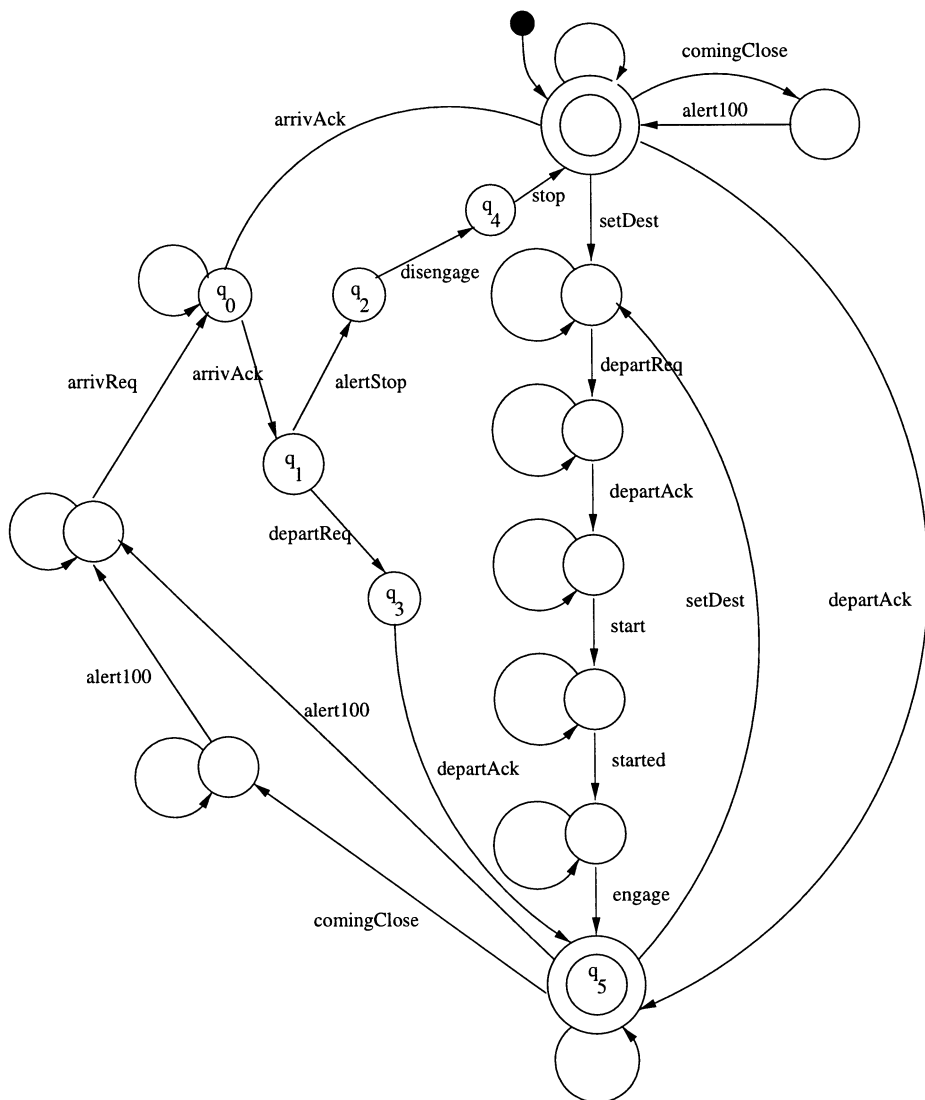 comingClose
alert100
arrivAck
stop
q4
setDest
disengage
q0
q2
departReq
arrivReq
arrivAck
alertStop
q1
departAck
departReq
q3
setDest
departAck
start
alert100
alert100
started
departAck
engage
comingClose
q5